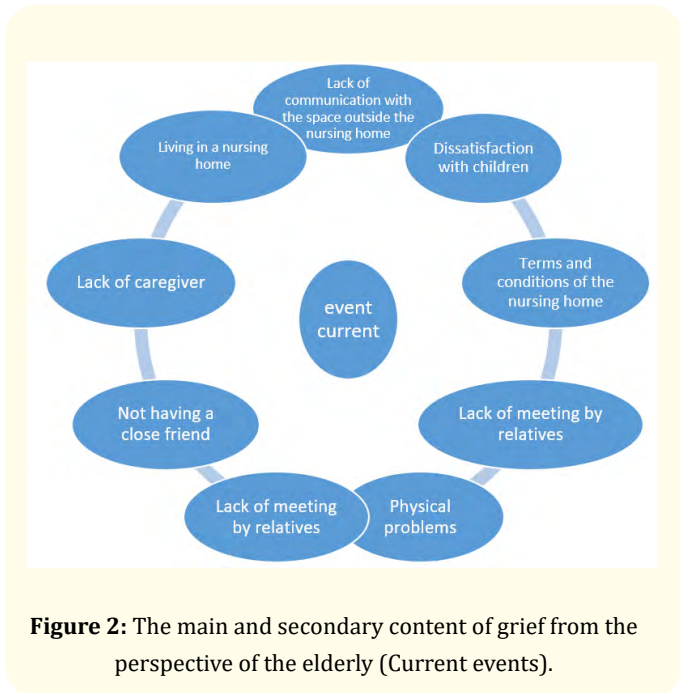 Lack of
communication with
the space outside the
nursing home
Dissatisfaction
with children
Terms and
conditions of the
nursing home
Lack of meeting by
relatives
Physical
problems
Lack of meeting
by relatives
Not having a
close friend
Lack of caregiver
Living in a nursing
home
event
current
Figure 2: The main and secondary content of grief from the
perspective of the elderly (Current events).